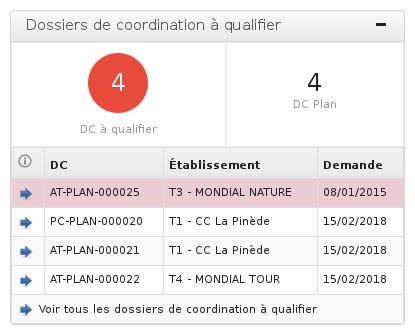 Dossiers de coordination à qualifier
4
DC à qualifier
4
DC Plan
DC Établissement Demande
AT-PLAN-000025 T3 - MONDIAL NATURE 08/01/2015
PC-PLAN-000020 T1 - CC La Pinède 15/02/2018
AT-PLAN-000021 T1 - CC La Pinède 15/02/2018
AT-PLAN-000022 T4 - MONDIAL TOUR 15/02/2018
Voir tous les dossiers de coordination à qualifier